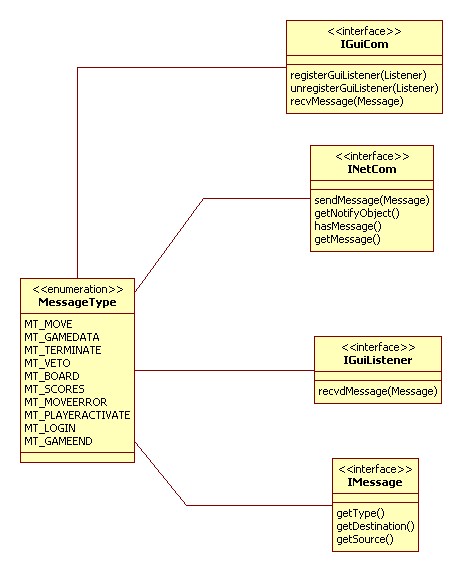 <<interface>>
IGuiCom
registerGuiListener(Listener)
unregisterGuiListener(Listener)
recvMessage(Message)
<<interface>>
INetCom
sendMessage(Message)
getNotifyObject()
hasMessage()
getMessage()
<<enumeration>>
MessageType
MT_MOVE
MT_GAMEDATA
MT_TERMINATE
MT_VETO
MT_BOARD
MT_SCORES
MT_MOVEERROR
MT_PLAYERACTIVATE
MT_LOGIN
MT_GAMEEND
<<interface>>
IGuiListener
recvdMessage(Message)
<<interface>>
IMessage
getType()
getDestination()
getSource()